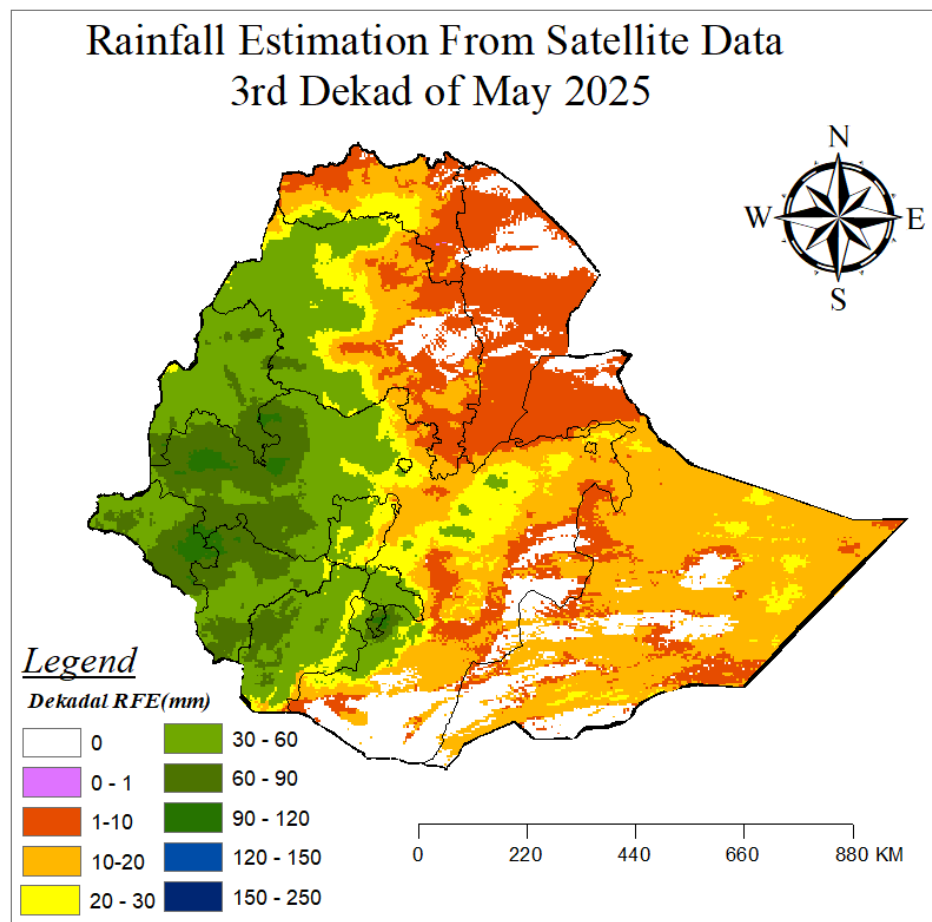 Rainfall Estimation From Satellite Data
3rd Dekad of May 2025
N
W
E
S
Legend
Dekadal RFE(mm)
0
0 - 1
1-10
10-20
20 - 30
30 - 60
60 - 90
90 - 120
120 - 150
150 - 250
0 220 440 660 880 KM